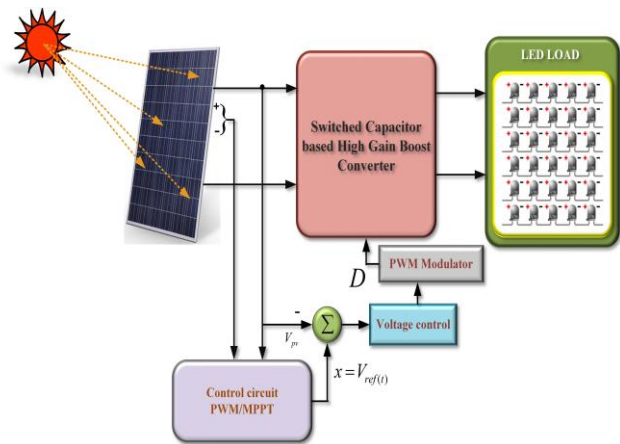 LED LOAD
+
-
Switched Capacitor
based High Gain Boost
Converter
D
PWM Modulator
-
V_pv
Σ
Voltage control
x = V_ref(t)
Control circuit
PWM/MPPT